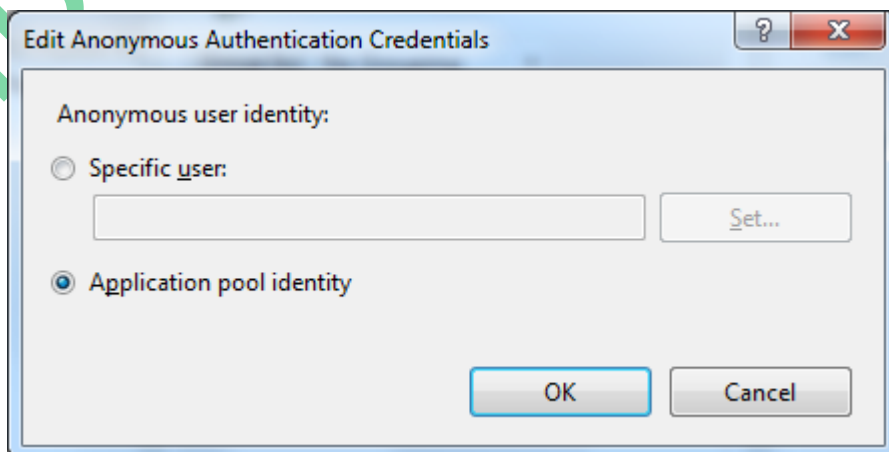 Edit Anonymous Authentication Credentials
Anonymous user identity:
Specific user:
Set...
Application pool identity
OK
Cancel